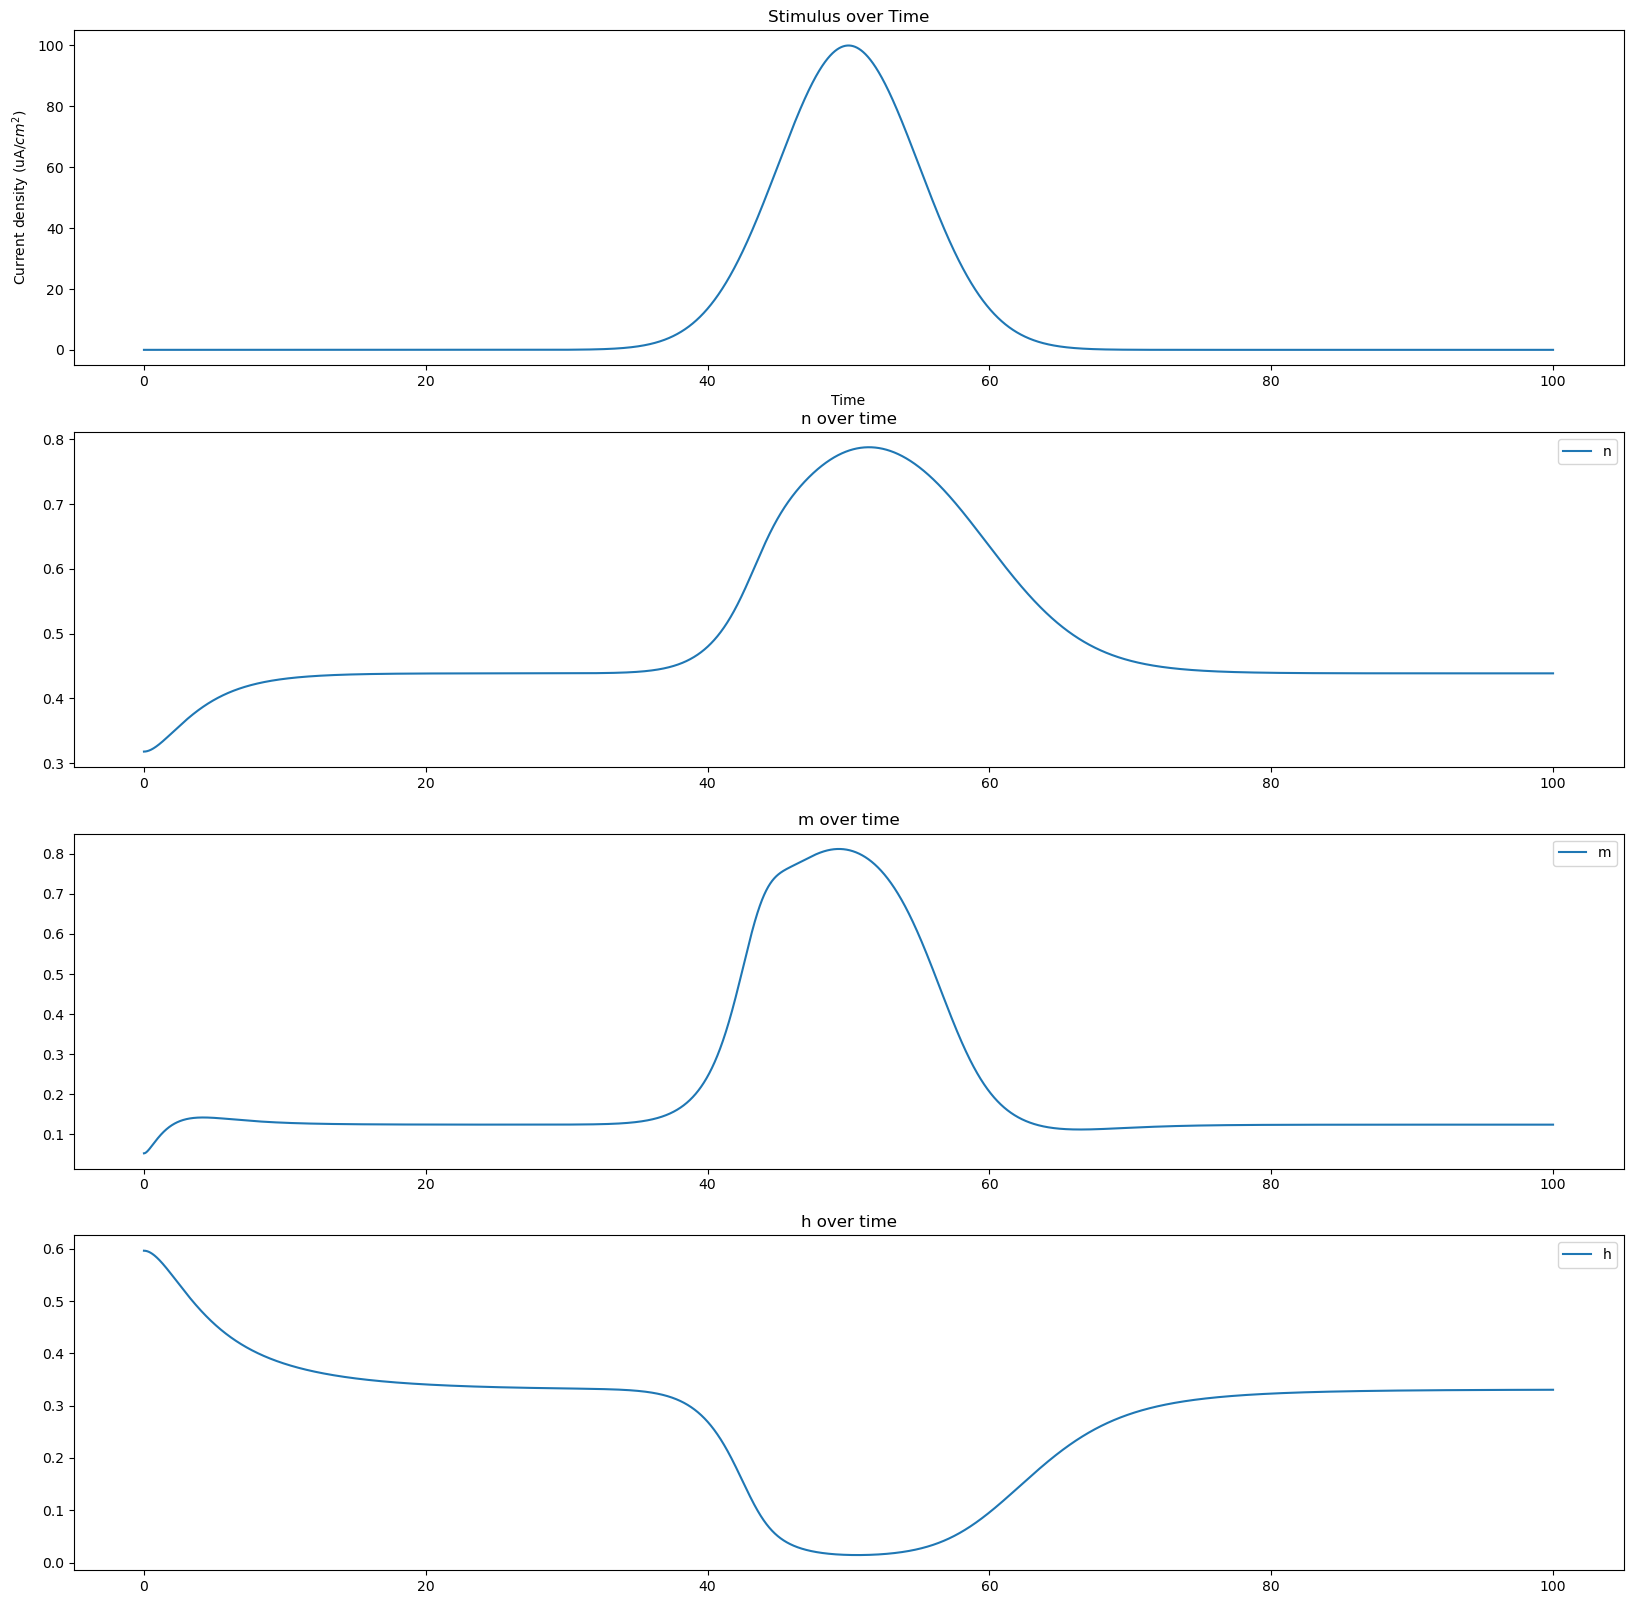 Stimulus over Time
Current density (uA/cm²)
100
80
60
40
20
0
0 20 40 60 80 100
Time
n over time
n
0.8
0.7
0.6
0.5
0.4
0.3
0 20 40 60 80 100
m over time
m
0.8
0.7
0.6
0.5
0.4
0.3
0.2
0.1
0 20 40 60 80 100
h over time
h
0.6
0.5
0.4
0.3
0.2
0.1
0.0
0 20 40 60 80 100